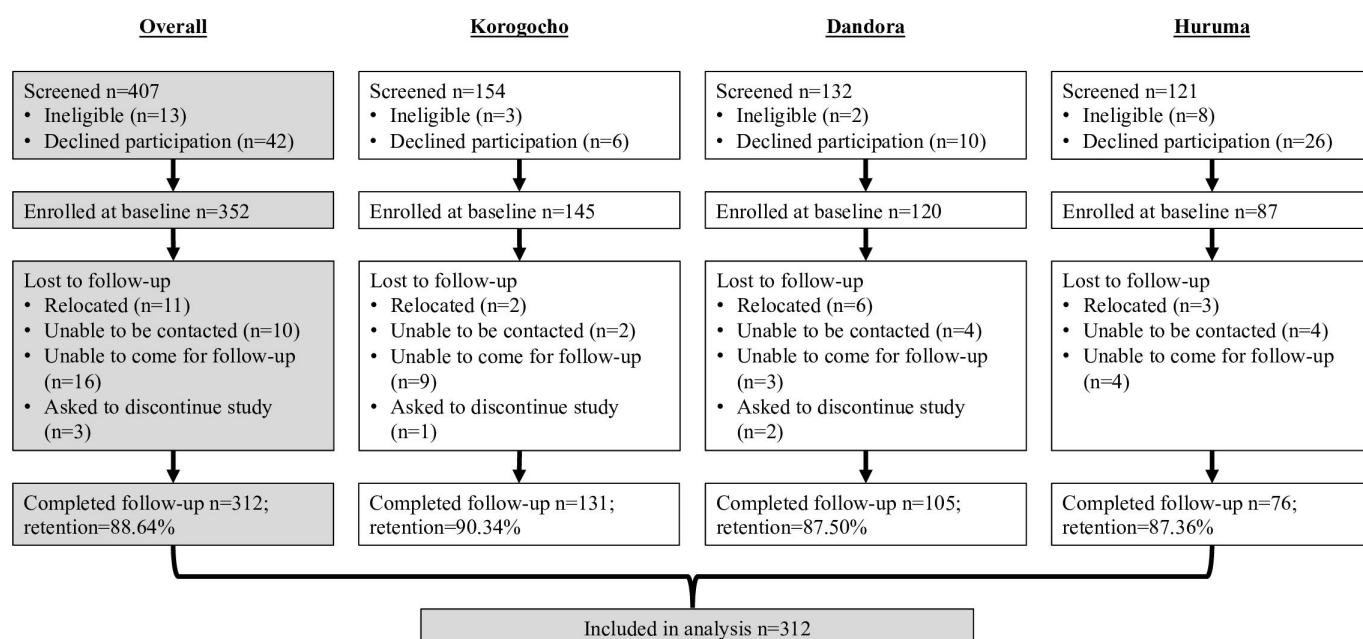 Overall
Screened n=407
• Ineligible (n=13)
• Declined participation (n=42)
Enrolled at baseline n=352
Lost to follow-up
• Relocated (n=11)
• Unable to be contacted (n=10)
• Unable to come for follow-up
(n=16)
• Asked to discontinue study
(n=3)
Completed follow-up n=312;
retention=88.64%
Korogocho
Screened n=154
• Ineligible (n=3)
• Declined participation (n=6)
Enrolled at baseline n=145
Lost to follow-up
• Relocated (n=2)
• Unable to be contacted (n=2)
• Unable to come for follow-up
(n=9)
• Asked to discontinue study
(n=1)
Completed follow-up n=131;
retention=90.34%
Dandora
Screened n=132
• Ineligible (n=2)
• Declined participation (n=10)
Enrolled at baseline n=120
Lost to follow-up
• Relocated (n=6)
• Unable to be contacted (n=4)
• Unable to come for follow-up
(n=3)
• Asked to discontinue study
(n=2)
Completed follow-up n=105;
retention=87.50%
Huruma
Screened n=121
• Ineligible (n=8)
• Declined participation (n=26)
Enrolled at baseline n=87
Lost to follow-up
• Relocated (n=3)
• Unable to be contacted (n=4)
• Unable to come for follow-up
(n=4)
Completed follow-up n=76;
retention=87.36%
Included in analysis n=312